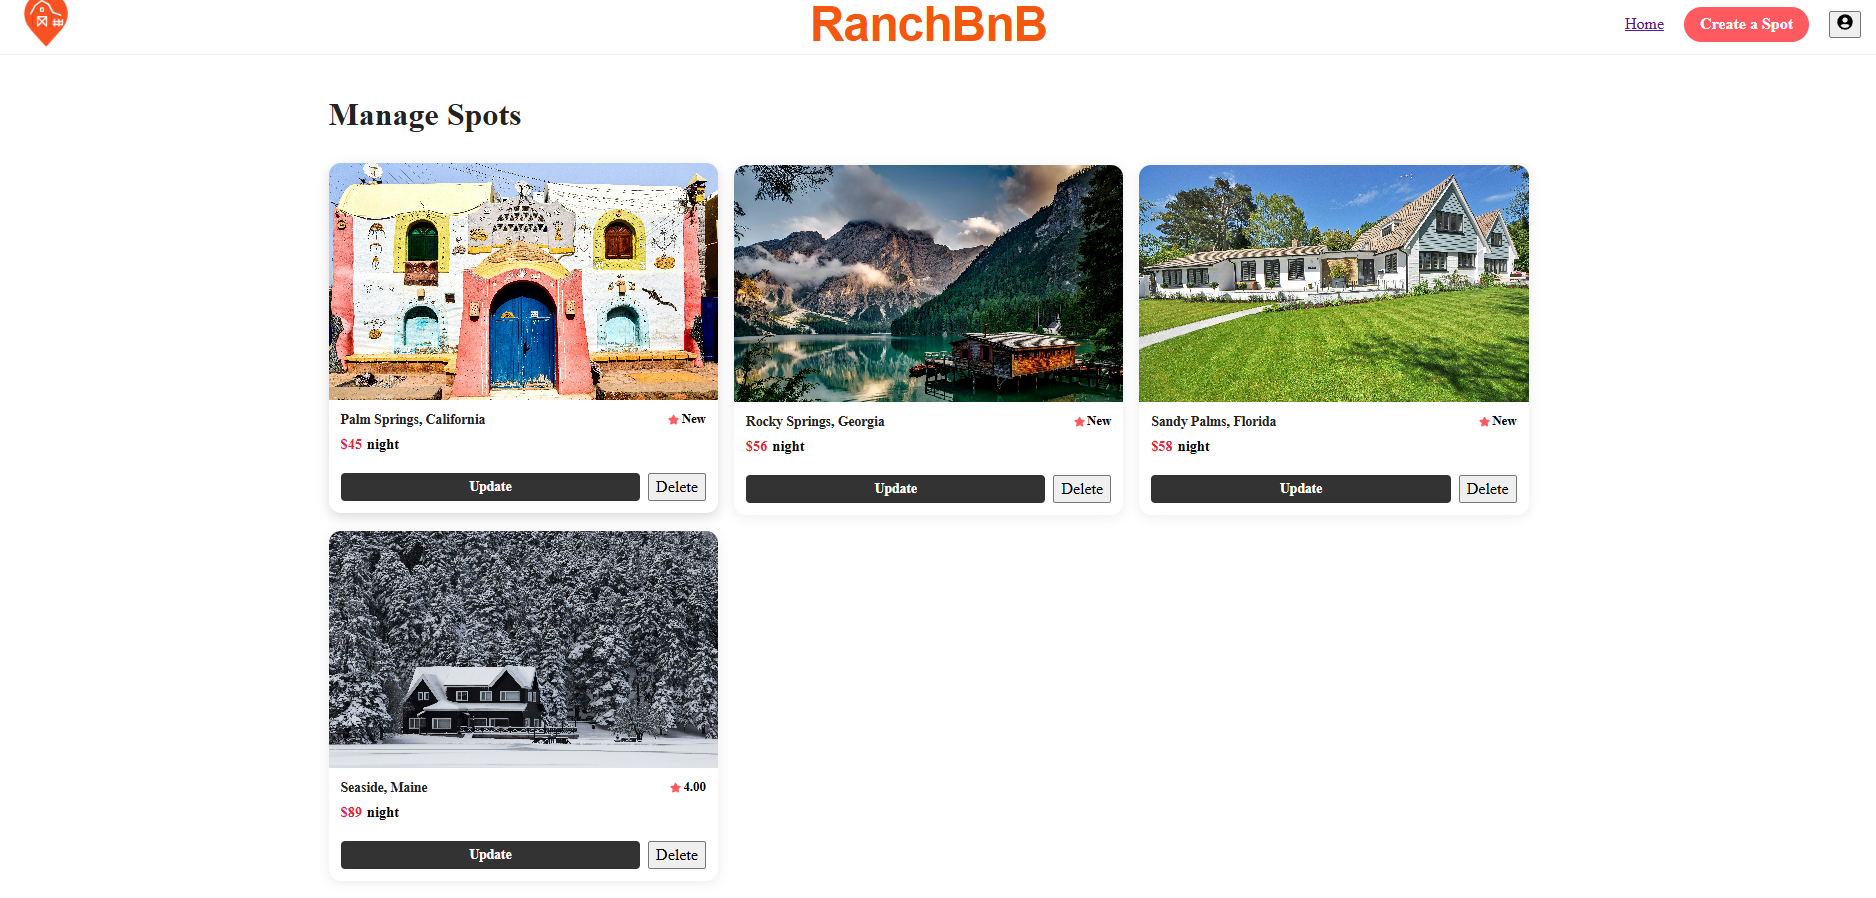 RanchBnB
Home
Create a Spot
Manage Spots
Palm Springs, California
New
$45 night
Update
Delete
Rocky Springs, Georgia
New
$56 night
Update
Delete
Sandy Palms, Florida
New
$58 night
Update
Delete
Seaside, Maine
4.00
$89 night
Update
Delete